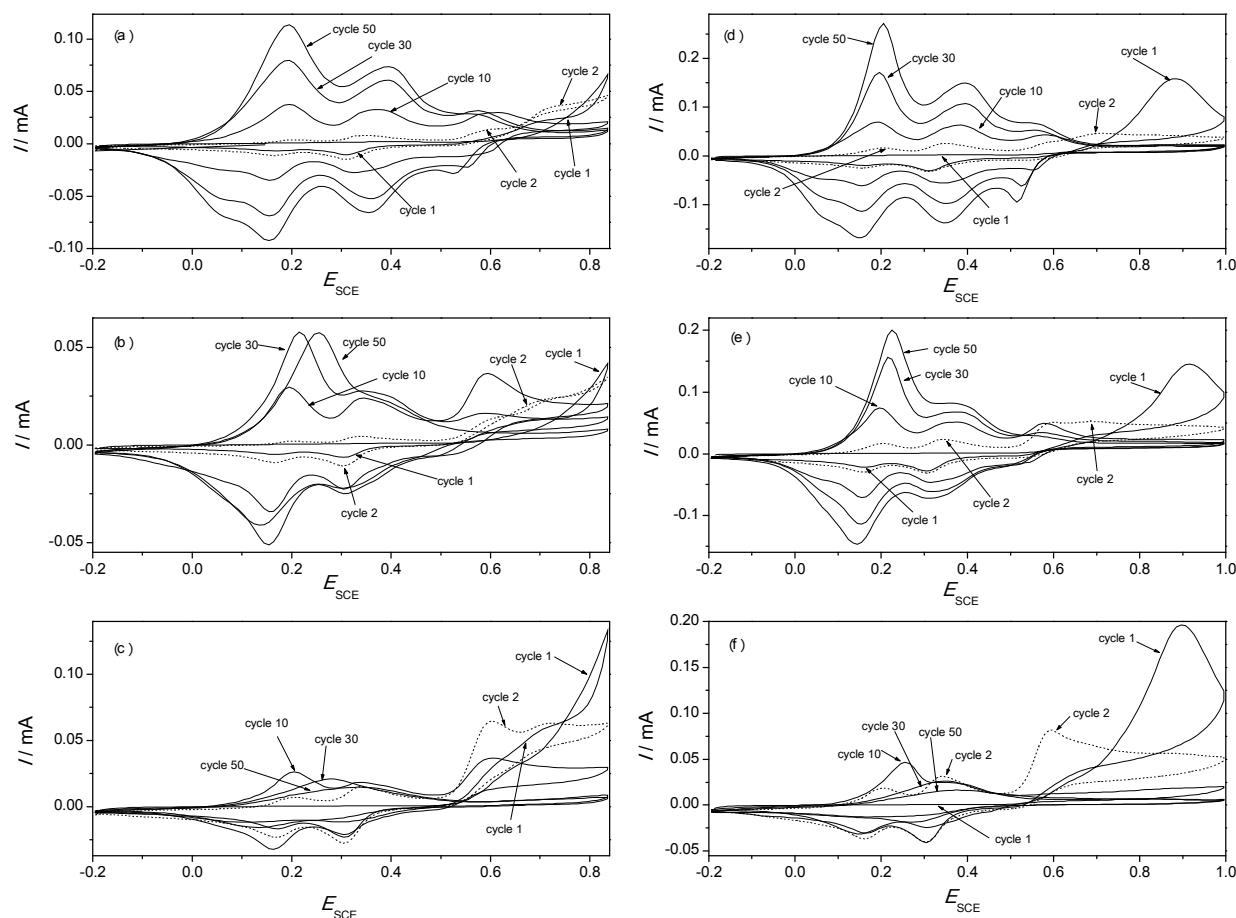 (a)
cycle 50
cycle 30
cycle 10
cycle 2
cycle 1
cycle 2
cycle 1
I / mA
0.10
0.05
0.00
-0.05
-0.10
-0.2 0.0 0.2 0.4 0.6 0.8
E_SCE
(d)
cycle 50
cycle 30
cycle 10
cycle 1
cycle 2
cycle 2
cycle 1
I / mA
0.2
0.1
0.0
-0.1
-0.2 0.0 0.2 0.4 0.6 0.8 1.0
E_SCE
(b)
cycle 30
cycle 50
cycle 10
cycle 2
cycle 1
cycle 1
cycle 2
I / mA
0.05
0.00
-0.05
-0.2 0.0 0.2 0.4 0.6 0.8
E_SCE
(e)
cycle 50
cycle 30
cycle 10
cycle 1
cycle 2
cycle 2
cycle 1
I / mA
0.2
0.1
0.0
-0.1
-0.2 0.0 0.2 0.4 0.6 0.8 1.0
E_SCE
(c)
cycle 1
cycle 2
cycle 10
cycle 30
cycle 50
cycle 1
I / mA
0.10
0.05
0.00
-0.2 0.0 0.2 0.4 0.6 0.8
E_SCE
(f)
cycle 1
cycle 2
cycle 30
cycle 50
cycle 10
cycle 2
cycle 1
I / mA
0.20
0.15
0.10
0.05
0.00
-0.05
-0.2 0.0 0.2 0.4 0.6 0.8 1.0
E_SCE